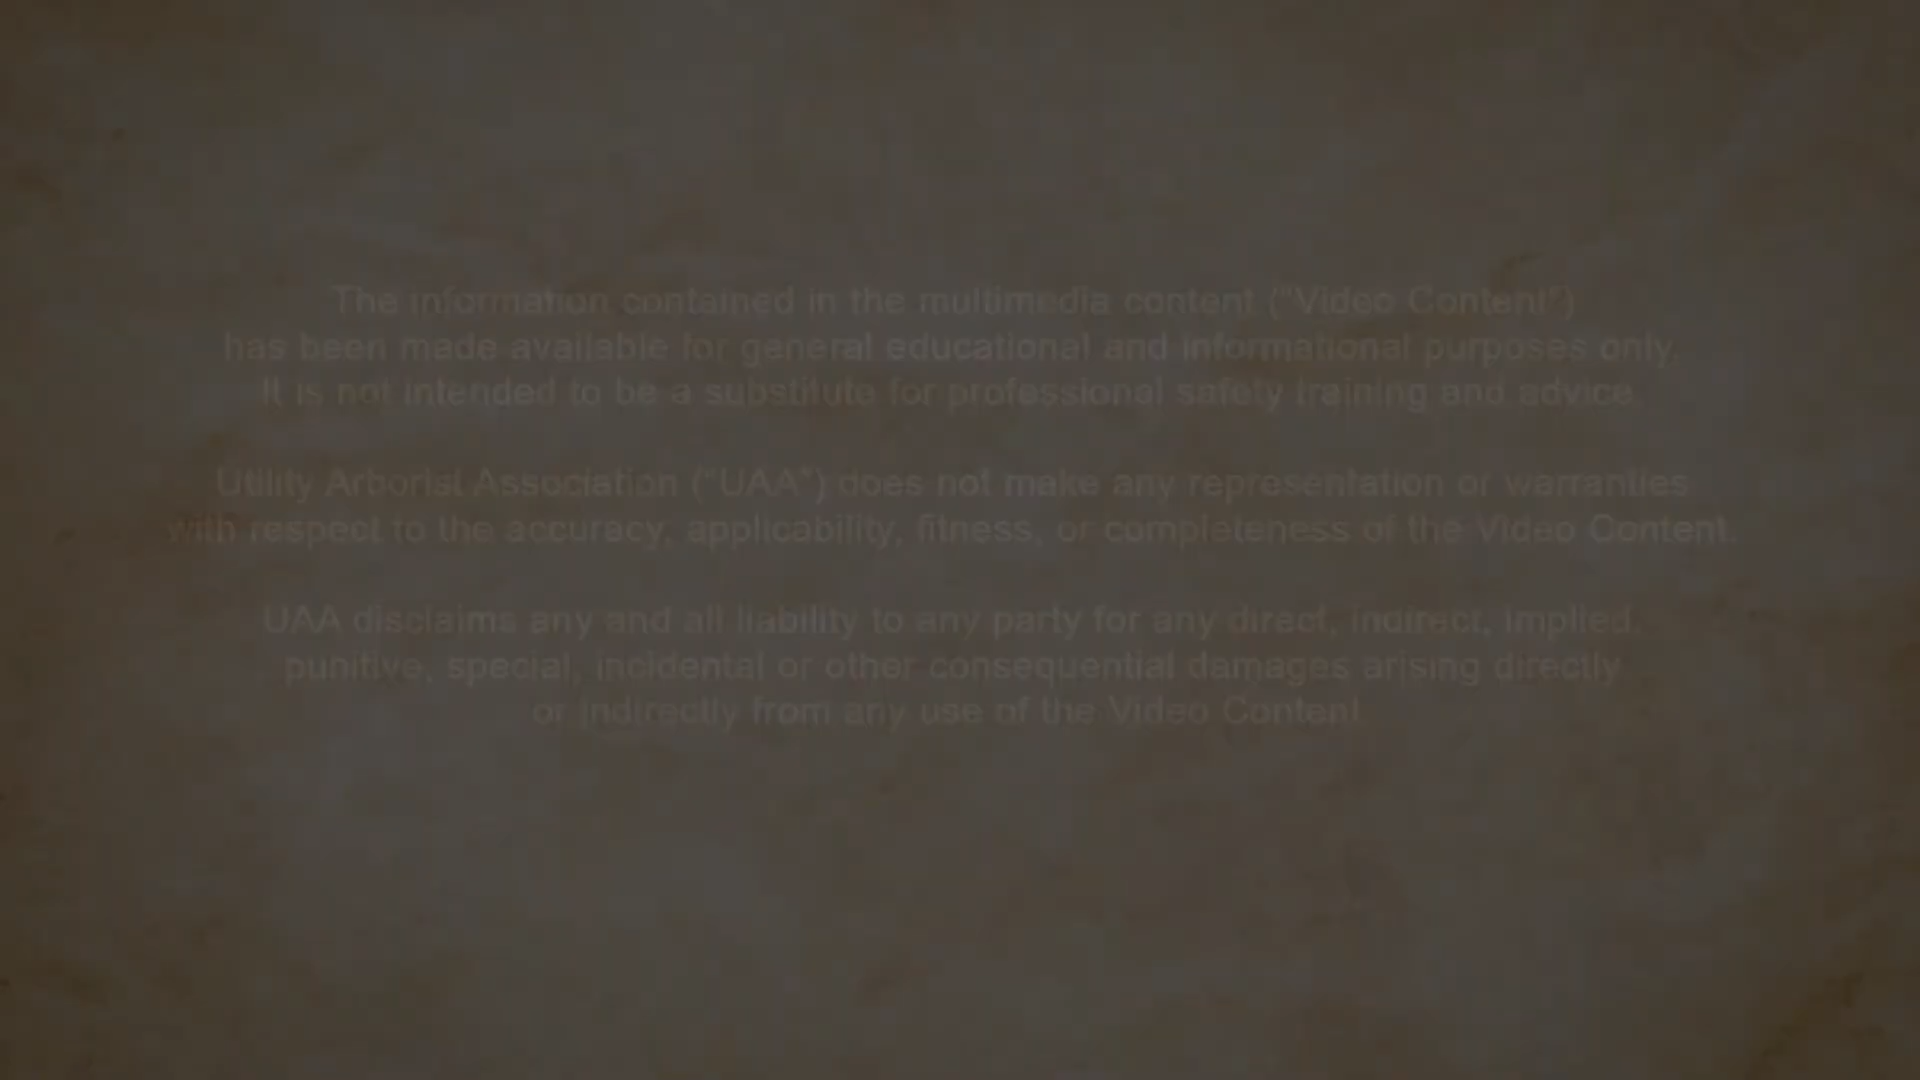 The information contained in the multimedia content ("Video Content")
has been made available for general educational and informational purposes only.
It is not intended to be a substitute for professional safety training and advice.
Utility Arborist Association ("UAA") does not make any representation or warranties
with respect to the accuracy, applicability, fitness, or completeness of the Video Content.
UAA disclaims any and all liability to any party for any direct, indirect, implied,
punitive, special, incidental or other consequential damages arising directly
or indirectly from any use of the Video Content